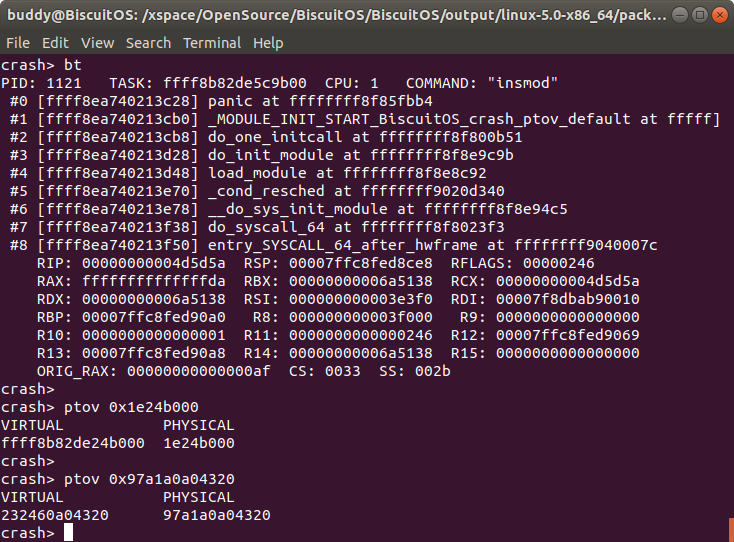 buddy@BiscuitOS: /xspace/OpenSource/BiscuitOS/BiscuitOS/output/linux-5.0-x86_64/pack...
File Edit View Search Terminal Help
crash> bt
PID: 1121   TASK: ffff8b82de5c9b00  CPU: 1   COMMAND: "insmod"
 #0 [ffff8ea740213c28] panic at ffffffff8f85fbb4
 #1 [ffff8ea740213cb0] _MODULE_INIT_START_BiscuitOS_crash_ptov_default at fffff]
 #2 [ffff8ea740213cb8] do_one_initcall at ffffffff8f800b51
 #3 [ffff8ea740213d28] do_init_module at ffffffff8f8e9c9b
 #4 [ffff8ea740213d48] load_module at ffffffff8f8e8c92
 #5 [ffff8ea740213e70] _cond_resched at ffffffff9020d340
 #6 [ffff8ea740213e78] __do_sys_init_module at ffffffff8f8e94c5
 #7 [ffff8ea740213f38] do_syscall_64 at ffffffff8f8023f3
 #8 [ffff8ea740213f50] entry_SYSCALL_64_after_hwframe at ffffffff9040007c
    RIP: 00000000004d5d5a  RSP: 00007ffc8fed8ce8  RFLAGS: 00000246
    RAX: ffffffffffffffda  RBX: 00000000006a5138  RCX: 00000000004d5d5a
    RDX: 00000000006a5138  RSI: 000000000003e3f0  RDI: 00007f8dbab90010
    RBP: 00007ffc8fed90a0   R8: 000000000003f000   R9: 0000000000000000
    R10: 0000000000000001  R11: 0000000000000246  R12: 00007ffc8fed9069
    R13: 00007ffc8fed90a8  R14: 00000000006a5138  R15: 0000000000000000
    ORIG_RAX: 00000000000000af  CS: 0033  SS: 002b
crash>
crash> ptov 0x1e24b000
VIRTUAL           PHYSICAL
ffff8b82de24b000  1e24b000
crash>
crash> ptov 0x97a1a0a04320
VIRTUAL           PHYSICAL
232460a04320      97a1a0a04320
crash>